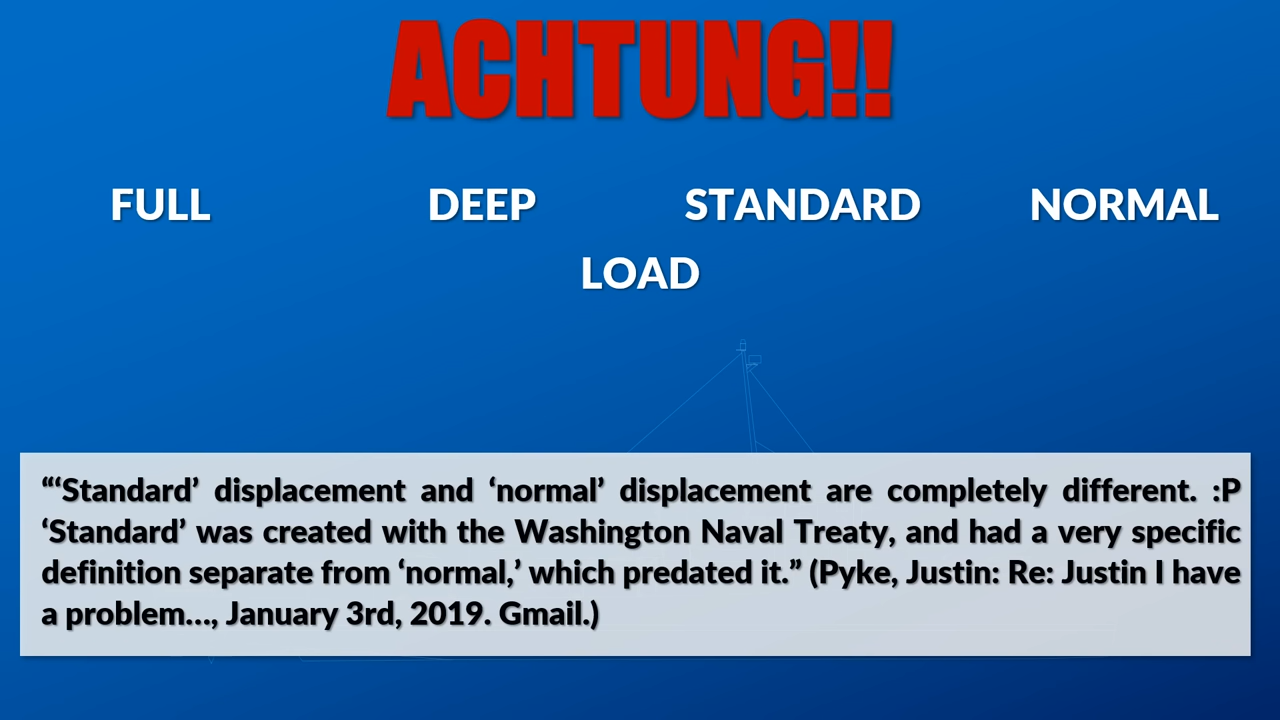 ACHTUNG!!
FULL DEEP STANDARD NORMAL
LOAD
“‘Standard’ displacement and ‘normal’ displacement are completely different. :P
‘Standard’ was created with the Washington Naval Treaty, and had a very specific
definition separate from ‘normal,’ which predated it.” (Pyke, Justin: Re: Justin I have
a problem…, January 3rd, 2019. Gmail.)